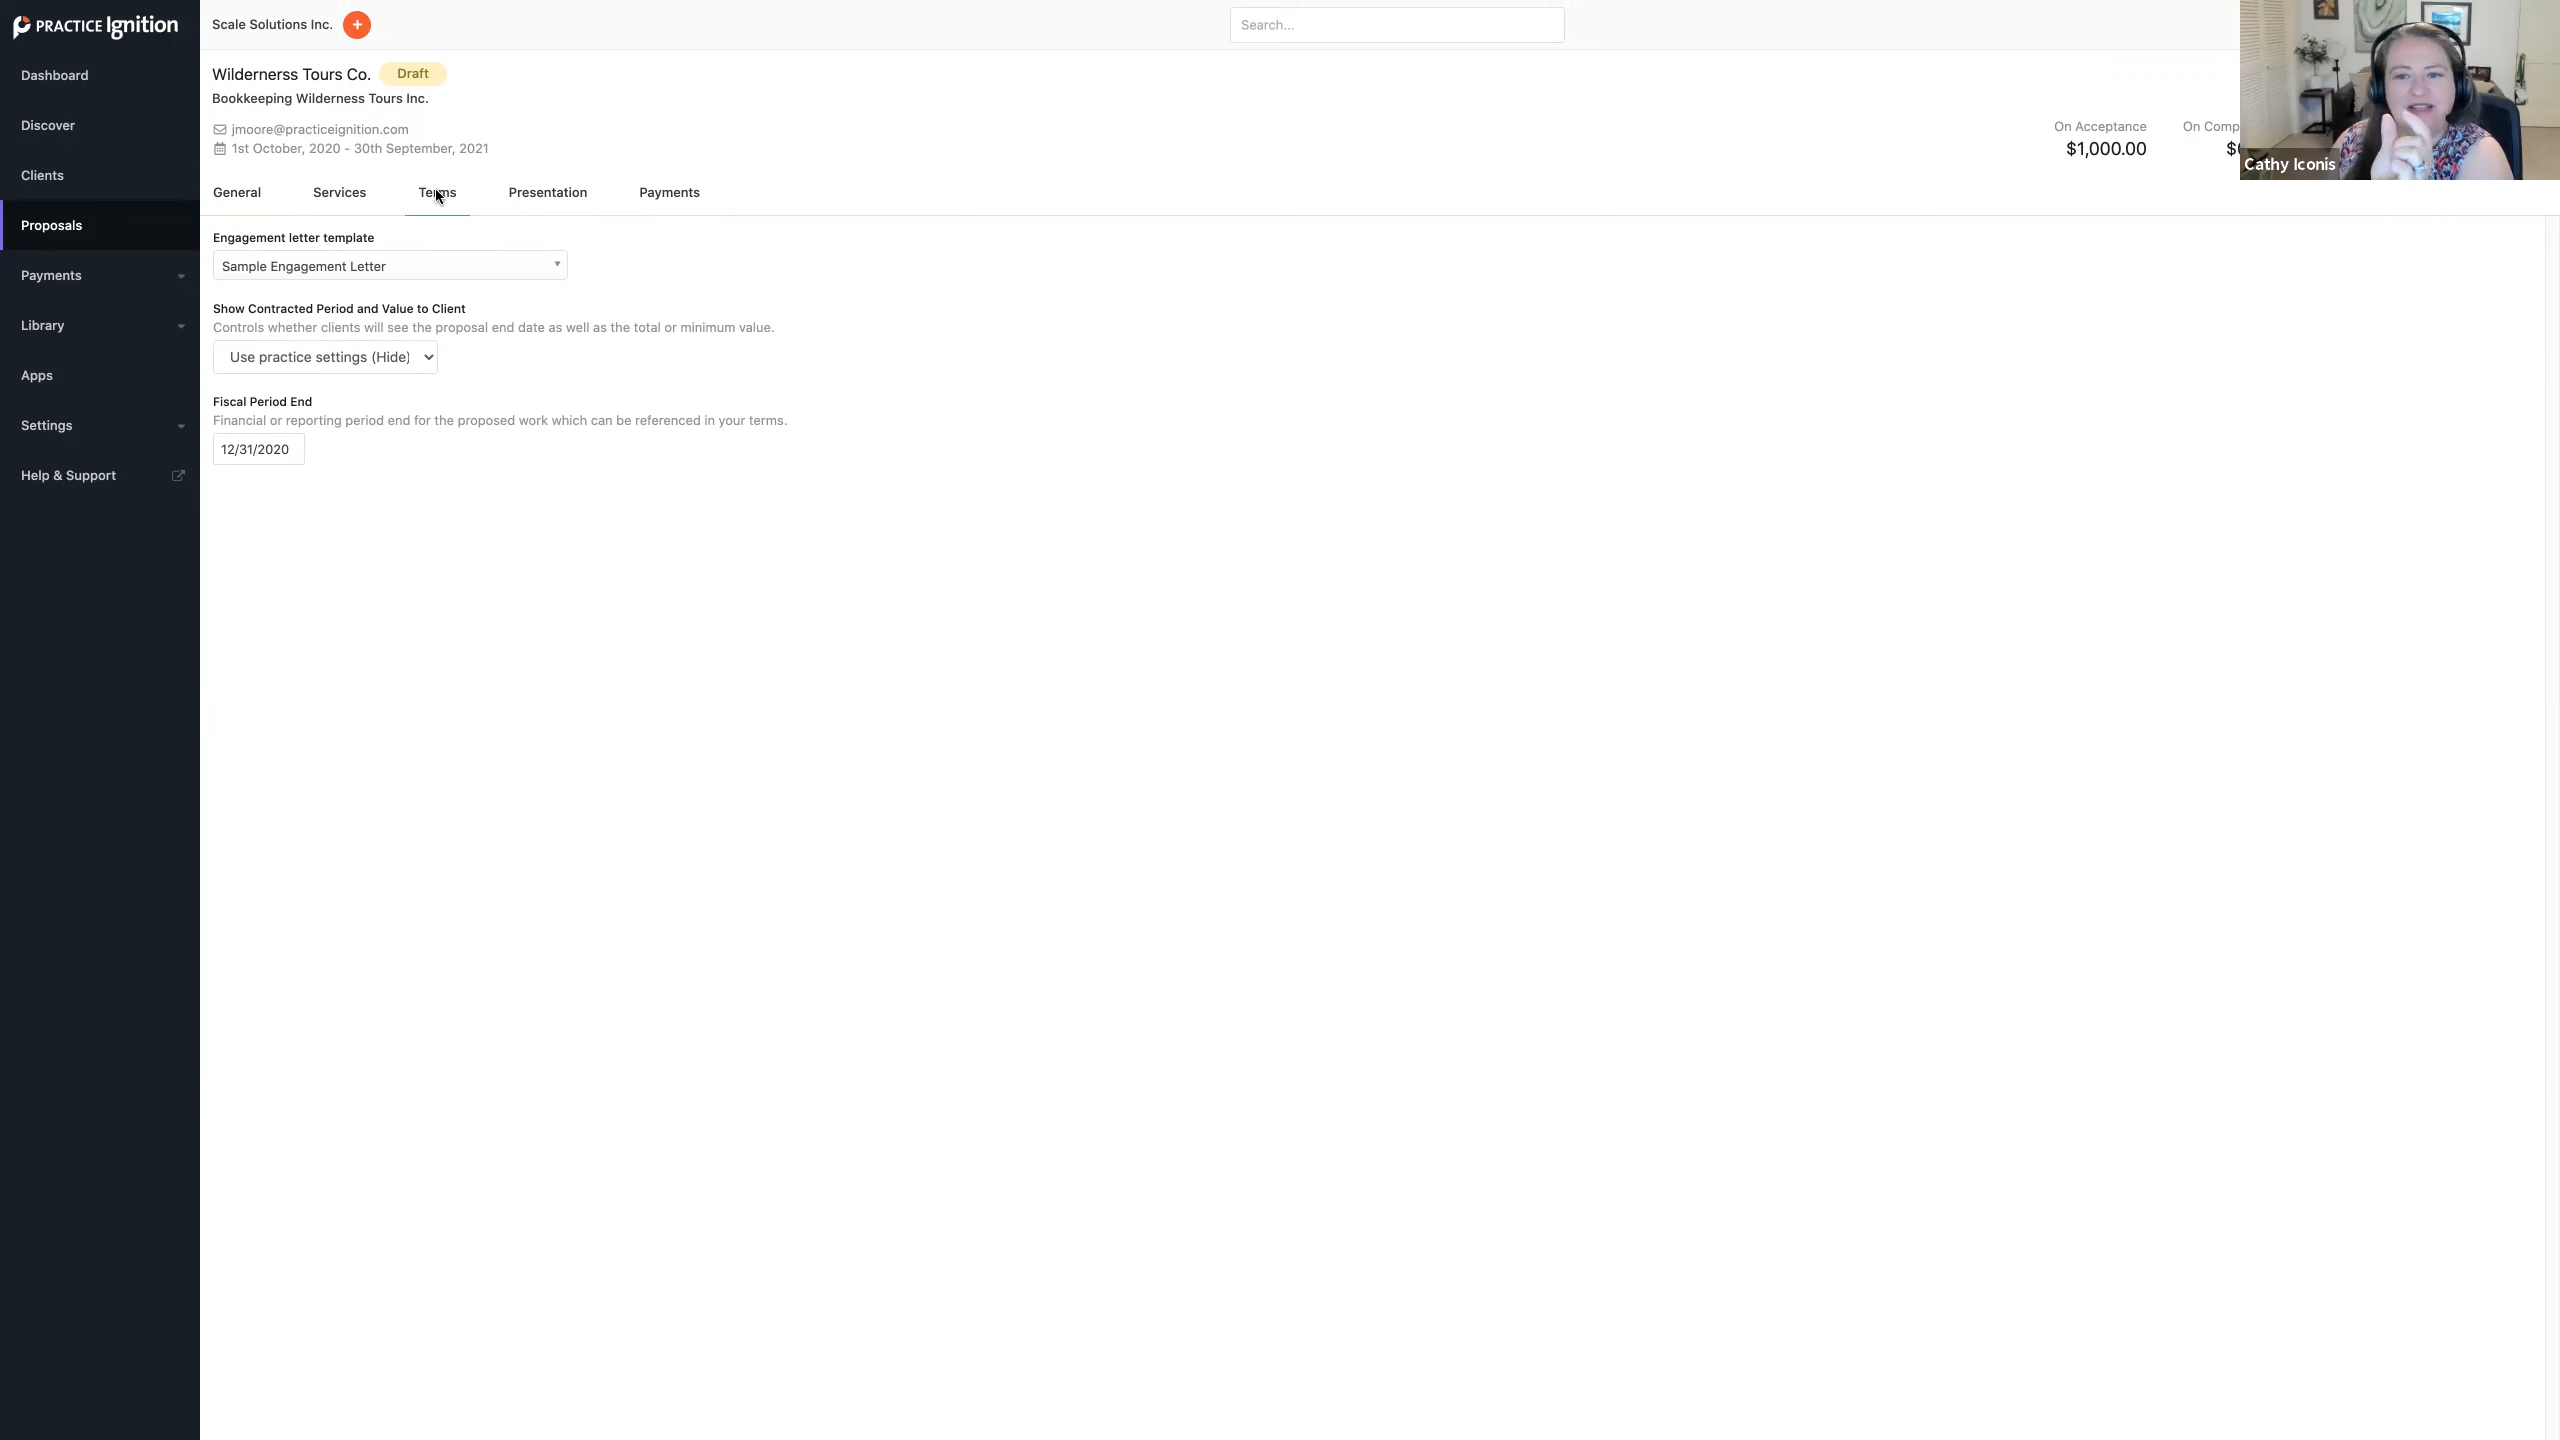 PRACTICE Ignition
Scale Solutions Inc.
+
Search...
Dashboard
Discover
Clients
Proposals
Payments
Library
Apps
Settings
Help & Support
Wildernerss Tours Co.
Draft
Bookkeeping Wilderness Tours Inc.
jmoore@practiceignition.com
1st October, 2020 - 30th September, 2021
On Acceptance
$1,000.00
On Comp
$
Cathy Iconis
General
Services
Terms
Presentation
Payments
Engagement letter template
Sample Engagement Letter
Show Contracted Period and Value to Client
Controls whether clients will see the proposal end date as well as the total or minimum value.
Use practice settings (Hide)
Fiscal Period End
Financial or reporting period end for the proposed work which can be referenced in your terms.
12/31/2020